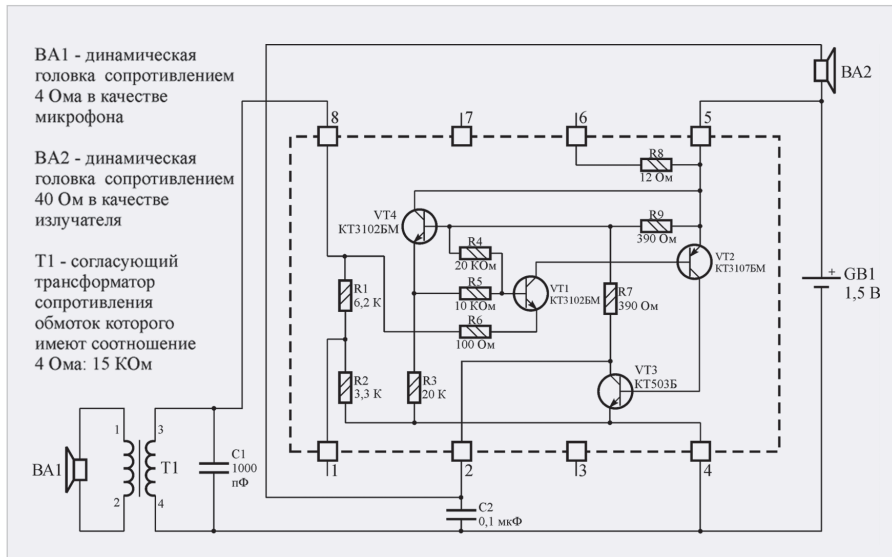 ВА1 - динамическая
головка сопротивлением
4 Ома в качестве
микрофона
ВА2 - динамическая
головка сопротивлением
40 Ом в качестве
излучателя
Т1 - согласующий
трансформатор
сопротивления
обмоток которого
имеют соотношение
4 Ома: 15 КОм
BA2
8
7
6
5
R8
12 Ом
VT4
КТ3102БМ
R9
390 Ом
R4
20 КОм
VT2
КТ3107БМ
R5
10 КОм
VT1
КТ3102БМ
R7
390 Ом
R1
6,2 К
R6
100 Ом
+
GB1
1,5 В
VT3
КТ503Б
R2
3,3 К
R3
20 К
1
2
3
4
BA1
1
2
3
4
T1
C1
1000
пФ
C2
0,1 мкФ